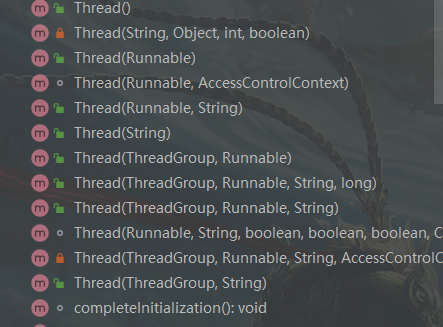 Thread()
Thread(String, Object, int, boolean)
Thread(Runnable)
Thread(Runnable, AccessControlContext)
Thread(Runnable, String)
Thread(String)
Thread(ThreadGroup, Runnable)
Thread(ThreadGroup, Runnable, String, long)
Thread(ThreadGroup, Runnable, String)
Thread(Runnable, String, boolean, boolean, boolean, C
Thread(ThreadGroup, Runnable, String, AccessControlC
Thread(ThreadGroup, String)
completeInitialization(): void